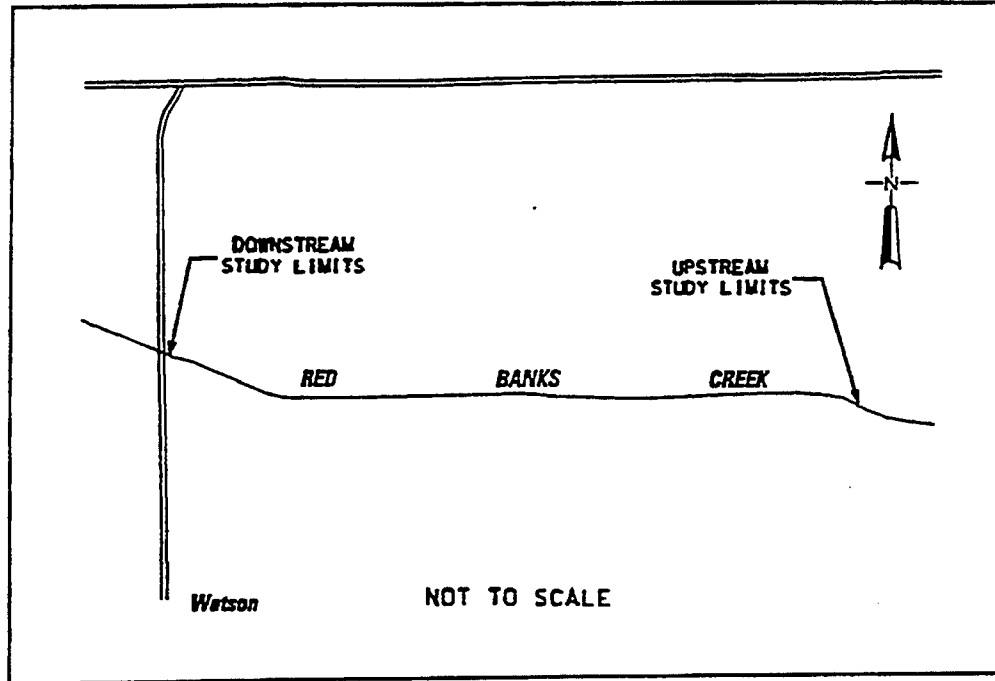 N
DOWNSTREAM
STUDY LIMITS
UPSTREAM
STUDY LIMITS
RED BANKS CREEK
Watson
NOT TO SCALE